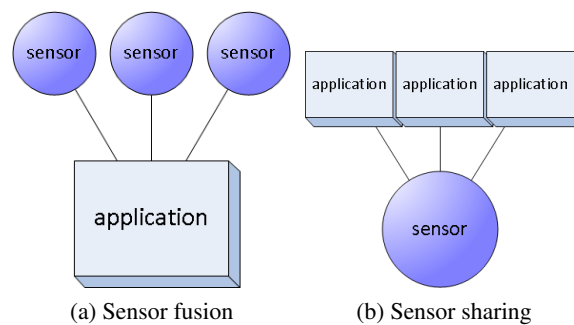 sensor sensor sensor
application
(a) Sensor fusion
application application application
sensor
(b) Sensor sharing